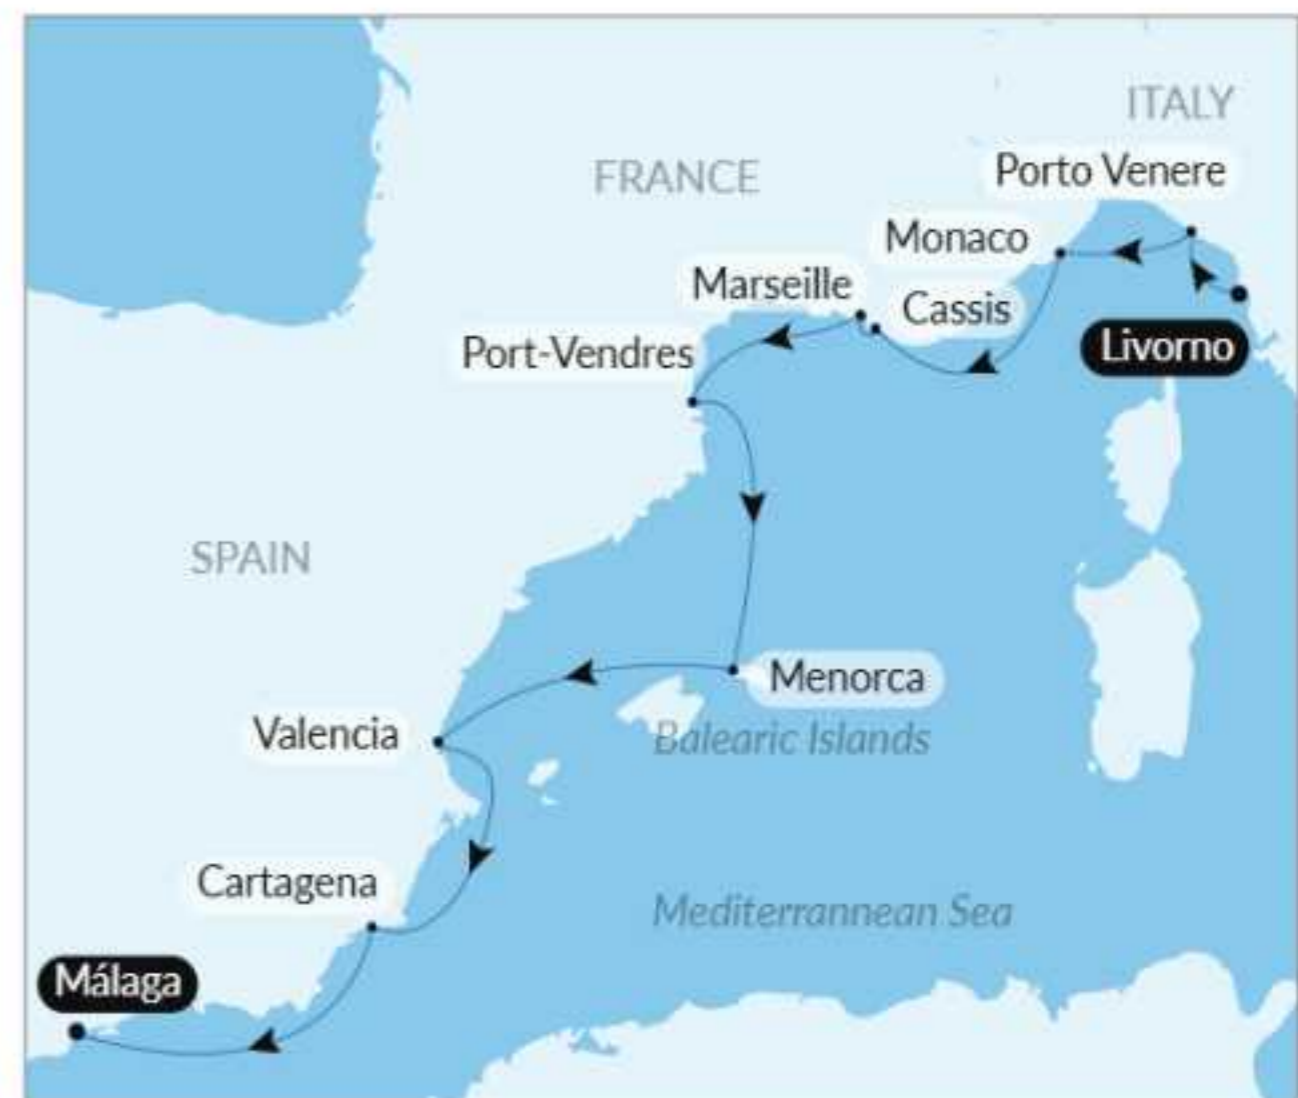 ITALY
Porto Venere
FRANCE
Monaco
Marseille
Cassis
Livorno
Port-Vendres
SPAIN
Menorca
Valencia
Balearic Islands
Cartagena
Mediterrannean Sea
Málaga